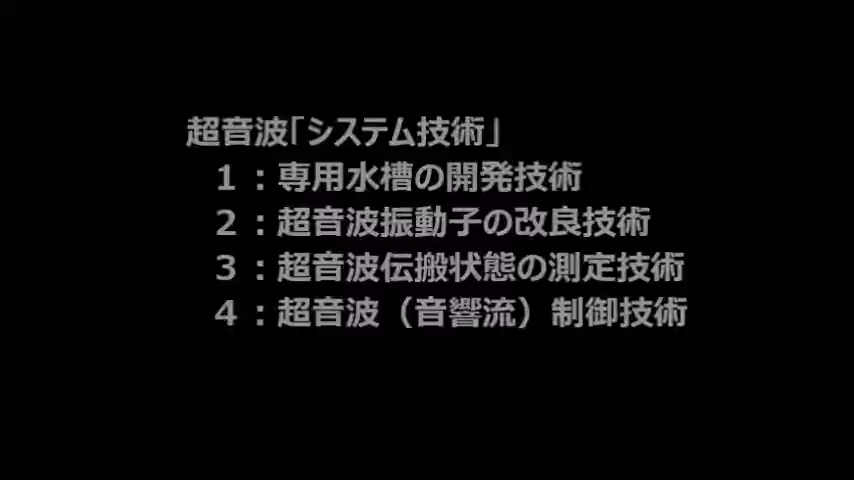 超音波「システム技術」
１：専用水槽の開発技術
２：超音波振動子の改良技術
３：超音波伝搬状態の測定技術
４：超音波（音響流）制御技術